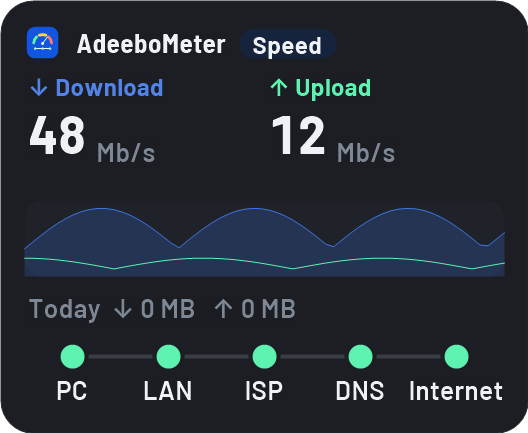 AdeeboMeter Speed
↓ Download ↑ Upload
48 Mb/s 12 Mb/s
Today ↓ 0 MB ↑ 0 MB
PC LAN ISP DNS Internet